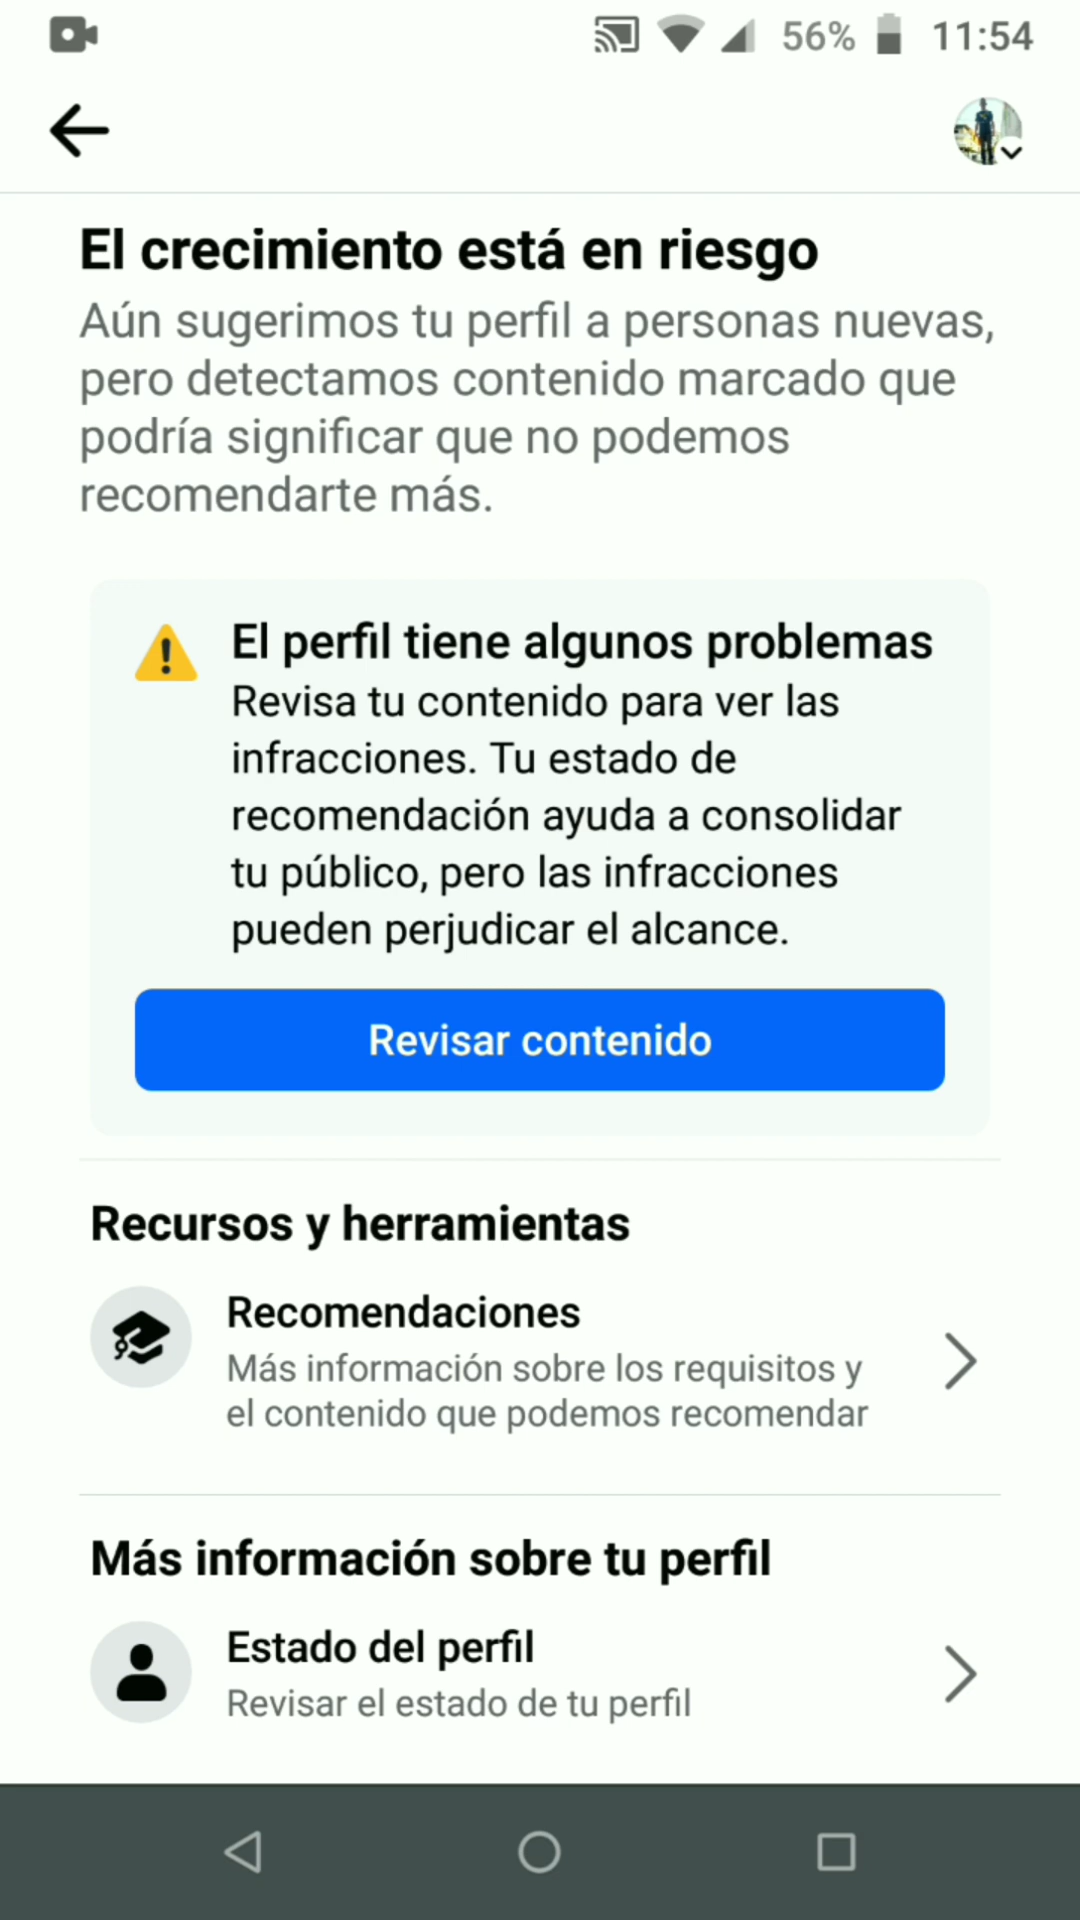 56% 11:54
El crecimiento está en riesgo
Aún sugerimos tu perfil a personas nuevas,
pero detectamos contenido marcado que
podría significar que no podemos
recomendarte más.
El perfil tiene algunos problemas
Revisa tu contenido para ver las
infracciones. Tu estado de
recomendación ayuda a consolidar
tu público, pero las infracciones
pueden perjudicar el alcance.
Revisar contenido
Recursos y herramientas
Recomendaciones
Más información sobre los requisitos y
el contenido que podemos recomendar
Más información sobre tu perfil
Estado del perfil
Revisar el estado de tu perfil